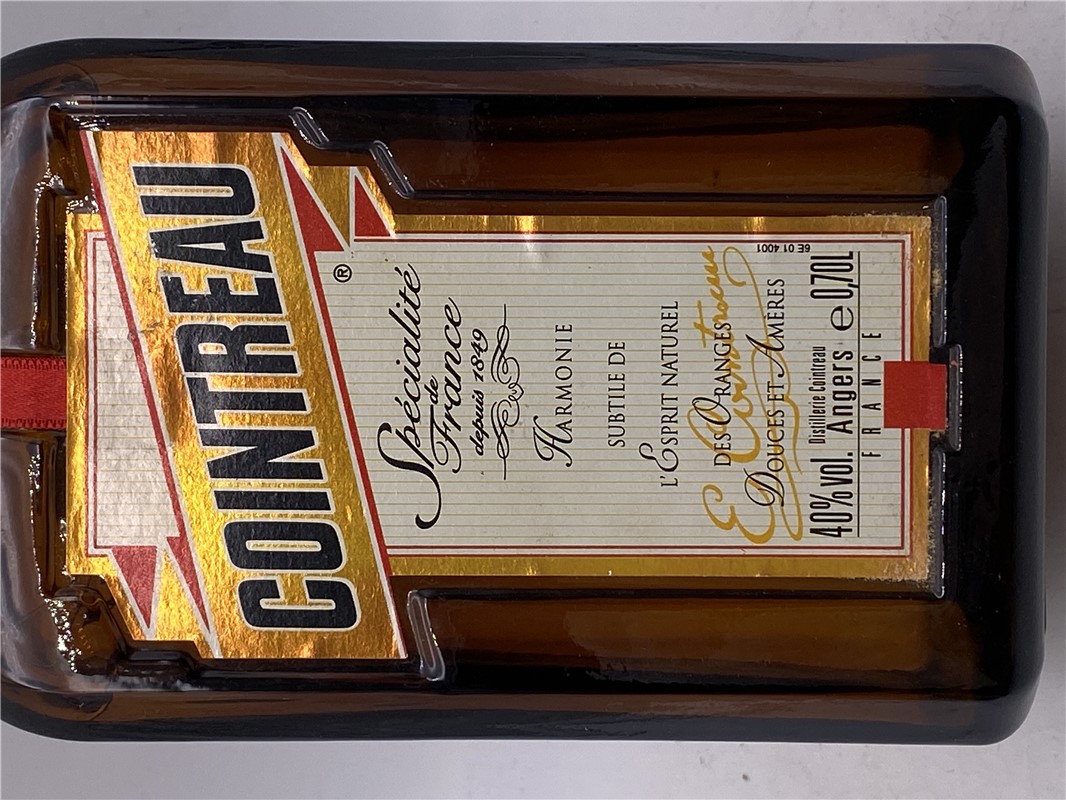 COINTREAU
®
Spécialité
de
France
depuis 1849
HARMONIE
SUBTILE DE
L'ESPRIT NATUREL
DES ORANGES
DOUCES ET AMÈRES
E. Cointreau
6E 01 4001
Distillerie Cointreau
40% vol. Angers e 0,70L
FRANCE